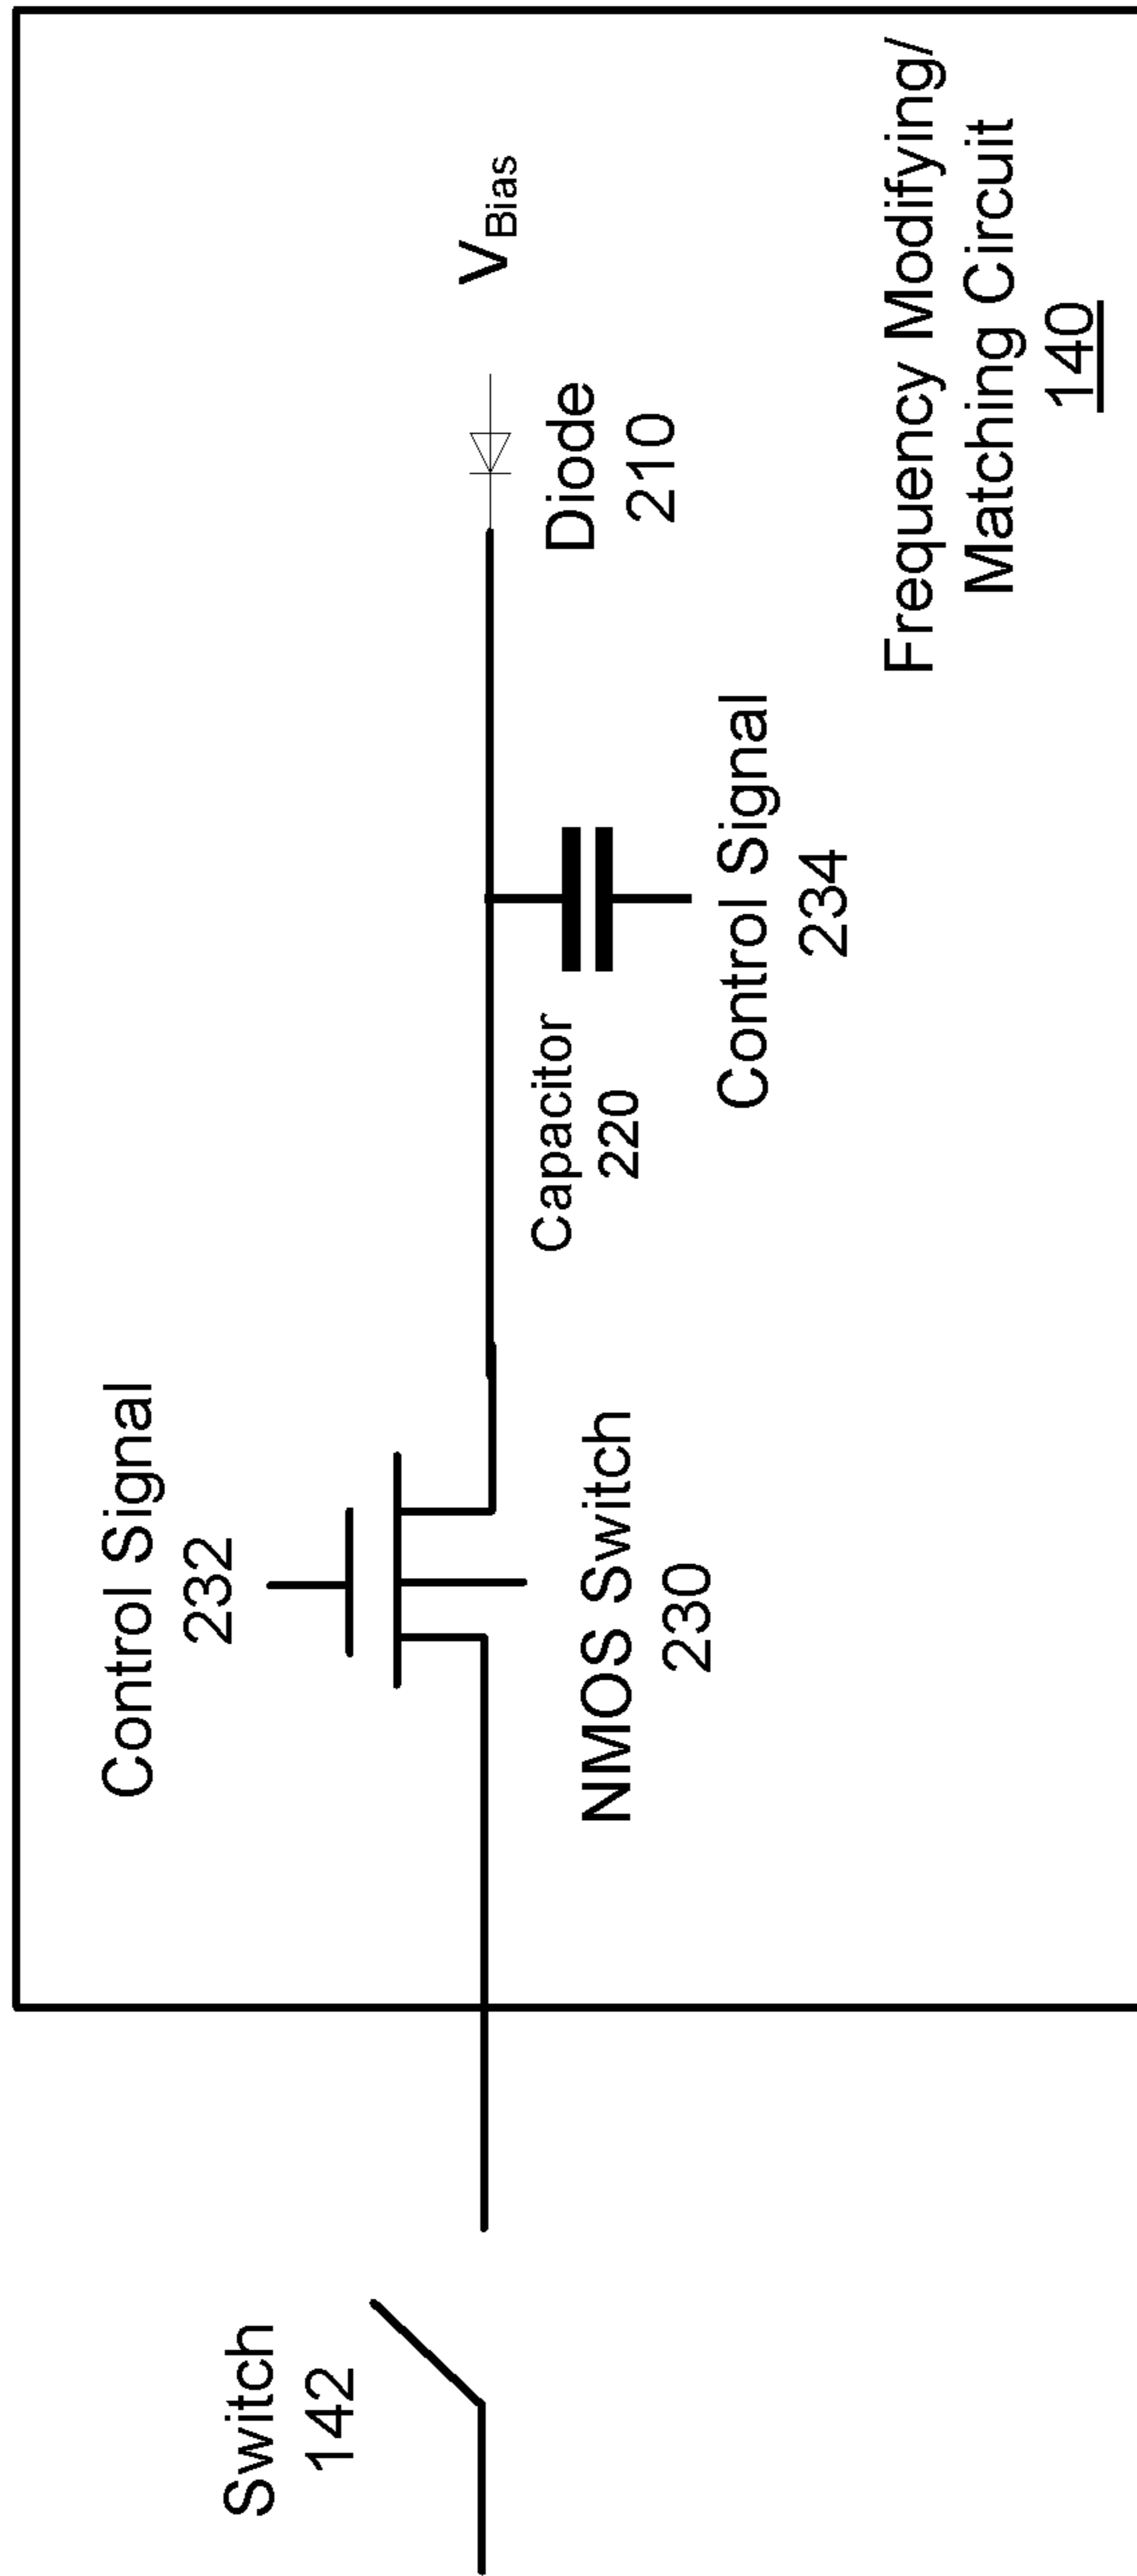 Switch
142
Control Signal
232
NMOS Switch
230
Capacitor
220
Control Signal
234
Diode
210
VBias
Frequency Modifying/
Matching Circuit
140